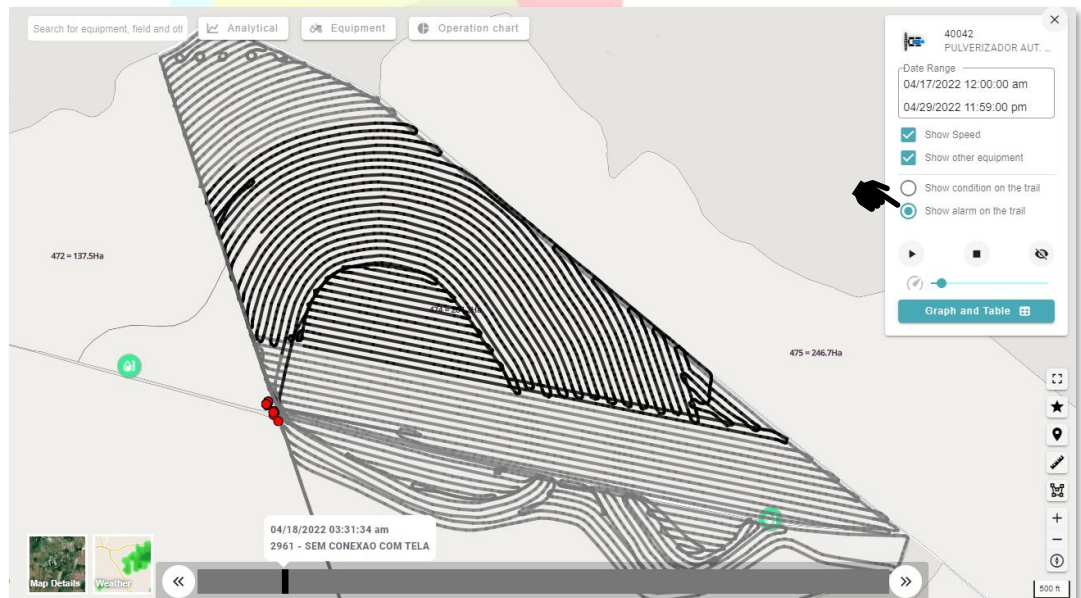 Search for equipment, field and oth
Analytical
Equipment
Operation chart
40042
PULVERIZADOR AUT. ...
Date Range
04/17/2022 12:00:00 am
04/29/2022 11:59:00 pm
Show Speed
Show other equipment
Show condition on the trail
Show alarm on the trail
Graph and Table
472 = 137.5Ha
475 = 246.7Ha
04/18/2022 03:31:34 am
2961 - SEM CONEXAO COM TELA
Map Details
Weather
500 ft